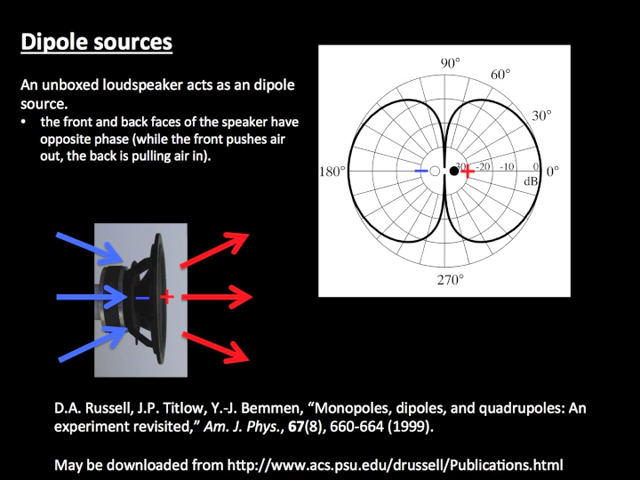 Dipole sources
An unboxed loudspeaker acts as an dipole
source.
• the front and back faces of the speaker have
opposite phase (while the front pushes air
out, the back is pulling air in).
90°
60°
30°
180°
− + -30 -20 -10 0 0°
dB
270°
− +
D.A. Russell, J.P. Titlow, Y.-J. Bemmen, “Monopoles, dipoles, and quadrupoles: An
experiment revisited,” Am. J. Phys., 67(8), 660-664 (1999).
May be downloaded from http://www.acs.psu.edu/drussell/Publications.html